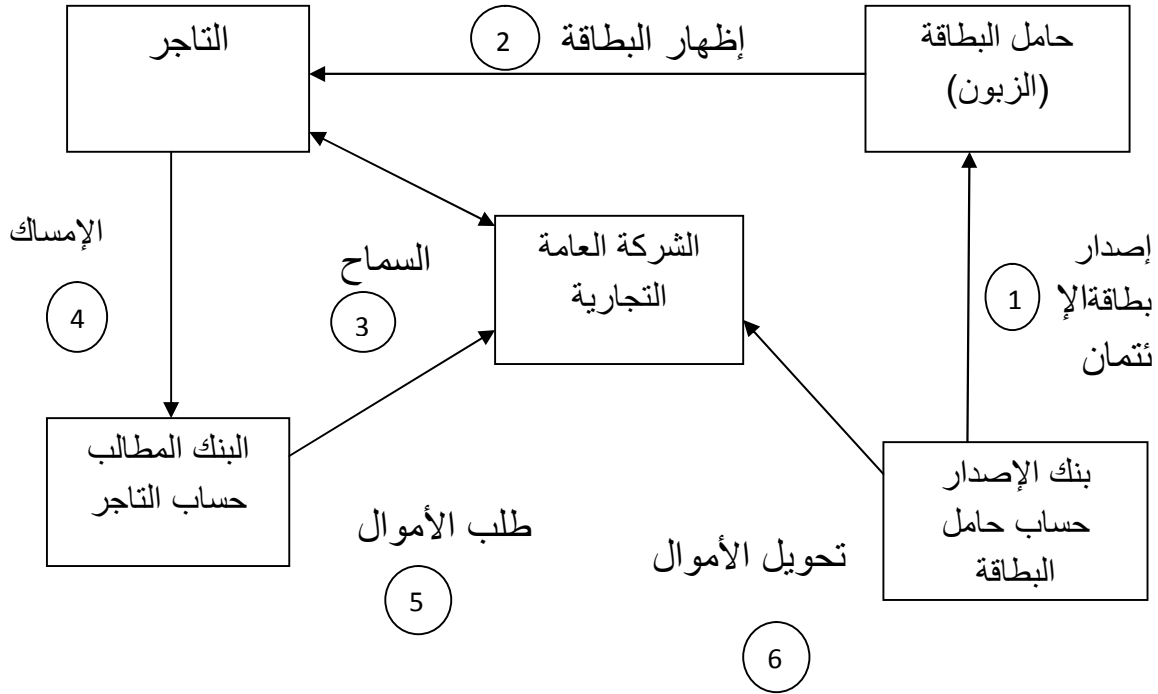 حامل البطاقة
(الزبون)
إظهار البطاقة
2
التاجر
إصدار
بطاقةالإ
ئتمان
1
الشركة العامة
التجارية
السماح
3
الإمساك
4
بنك الإصدار
حساب حامل
البطاقة
البنك المطالب
حساب التاجر
طلب الأموال
5
تحويل الأموال
6